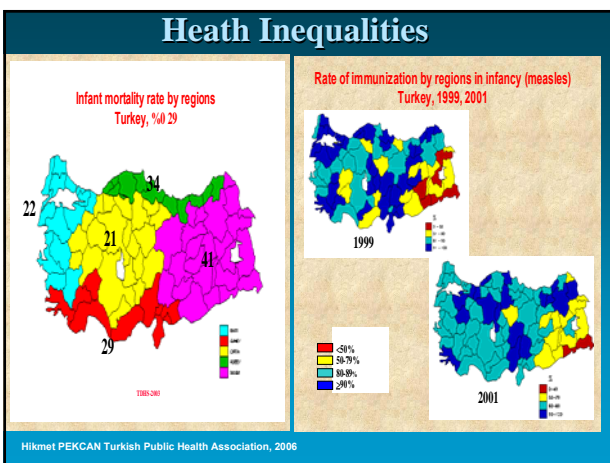 Heath Inequalities
Infant mortality rate by regions
Turkey, %0 29
34
22
21
41
29
TDHS-2003
Rate of immunization by regions in infancy (measles)
Turkey, 1999, 2001
1999
<50%
50-79%
80-89%
≥90%
2001
Hikmet PEKCAN Turkish Public Health Association, 2006